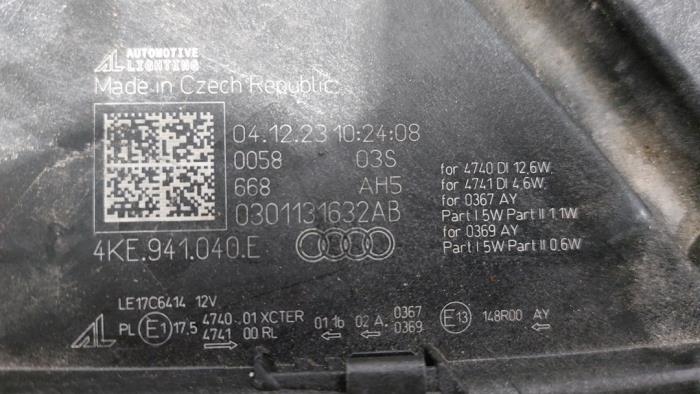 AL AUTOMOTIVE LIGHTING
Made in Czech Republic
04.12.23 10:24:08
0058 03S
668 AH5
0301131632AB
4KE.941.040.E
for 4740 DI 12,6W
for 4741 DI 4,6W
for 0367 AY
Part I 5W Part II 1.1W
for 0369 AY
Part I 5W Part II 0.6W
LE17C6414 12V
AL PL E1 17,5 4740 01 XCTER
4741 00 RL
01 1b 02 A 0367
0369
E13 148R00 AY